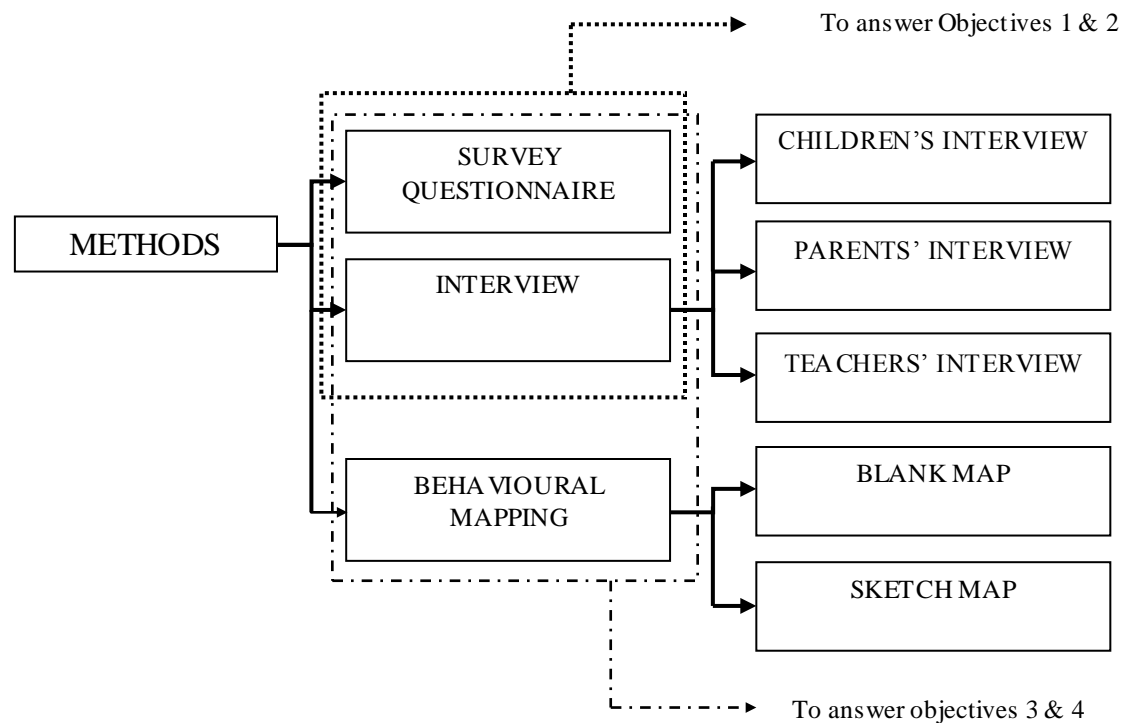 To answer Objectives 1 & 2
METHODS
SURVEY
QUESTIONNAIRE
INTERVIEW
BEHAVIOURAL
MAPPING
CHILDREN’S INTERVIEW
PARENTS’ INTERVIEW
TEACHERS’ INTERVIEW
BLANK MAP
SKETCH MAP
To answer objectives 3 & 4